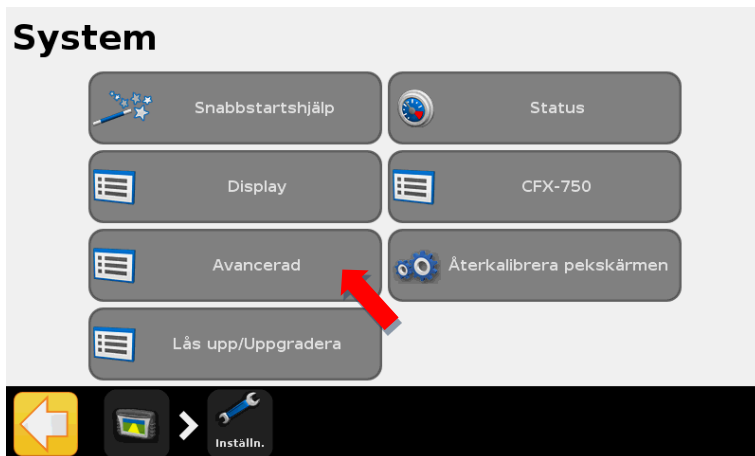 System
Snabbstartshjälp
Status
Display
CFX-750
Avancerad
Återkalibrera pekskärmen
Lås upp/Uppgradera
Inställn.